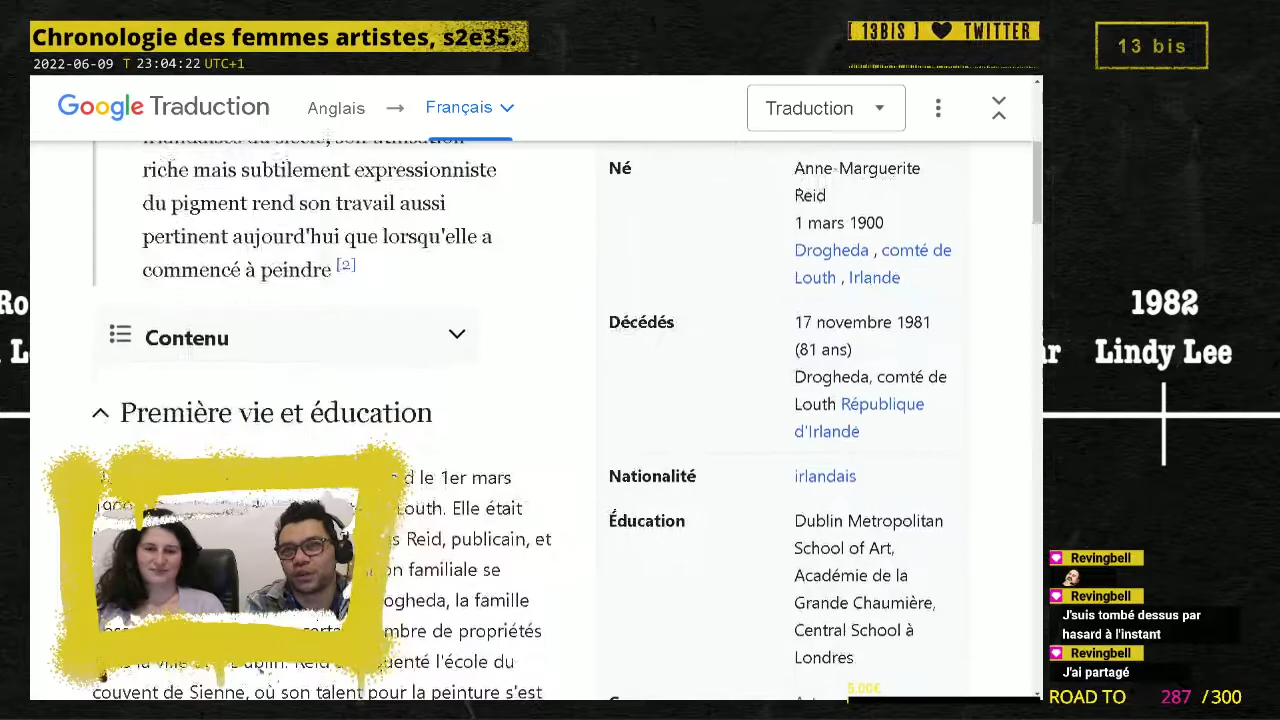 Chronologie des femmes artistes, s2e35.
2022-06-09 T 23:04:22 UTC+1
[ 13BIS ] TWITTER
13 bis
Google Traduction
Anglais
Français
Traduction
riche mais subtilement expressionniste
du pigment rend son travail aussi
pertinent aujourd'hui que lorsqu'elle a
commencé à peindre [2]
Contenu
Première vie et éducation
d le 1er mars
Louth. Elle était
s Reid, publicain, et
on familiale se
ogheda, la famille
mbre de propriétés
couvent de Sienne, où son talent pour la peinture s'est
Né
Anne-Marguerite
Reid
1 mars 1900
Drogheda , comté de
Louth , Irlande
Décédés
17 novembre 1981
(81 ans)
Drogheda, comté de
Louth République
d'Irlande
Nationalité
irlandais
Éducation
Dublin Metropolitan
School of Art,
Académie de la
Grande Chaumière,
Central School à
Londres
5.00€
Ro
L
1982
ır Lindy Lee
Revingbell
Revingbell
J'suis tombé dessus par
hasard à l'instant
Revingbell
J'ai partagé
ROAD TO 287 / 300